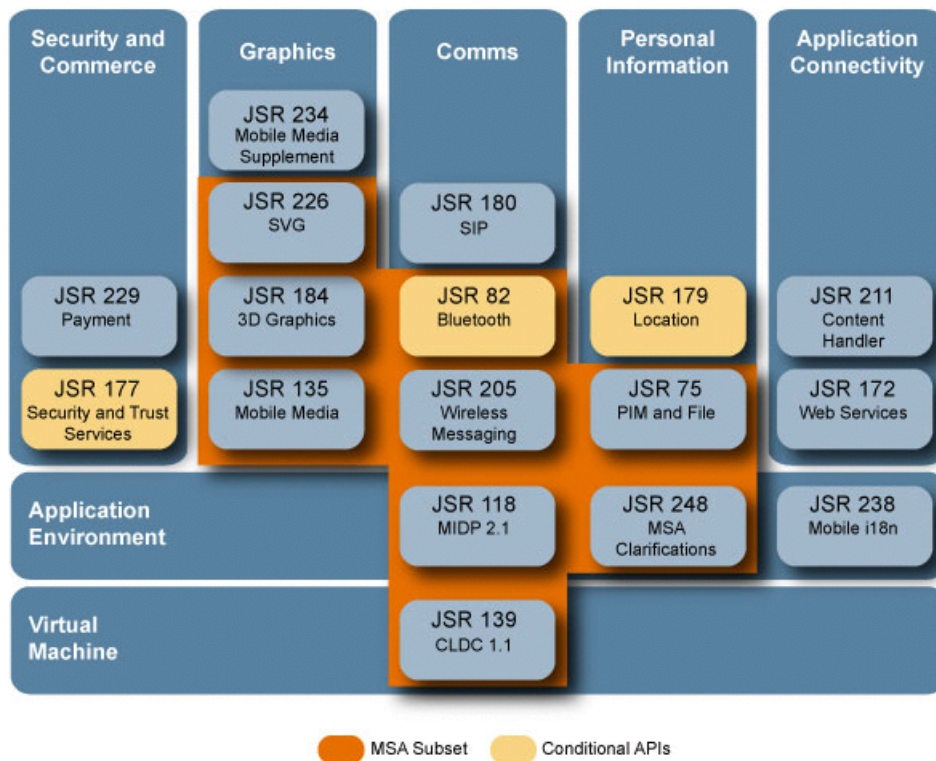 Security and
Commerce
Graphics
Comms
Personal
Information
Application
Connectivity
JSR 234
Mobile Media
Supplement
JSR 226
SVG
JSR 180
SIP
JSR 229
Payment
JSR 184
3D Graphics
JSR 82
Bluetooth
JSR 179
Location
JSR 211
Content
Handler
JSR 177
Security and Trust
Services
JSR 135
Mobile Media
JSR 205
Wireless
Messaging
JSR 75
PIM and File
JSR 172
Web Services
Application
Environment
JSR 118
MIDP 2.1
JSR 248
MSA
Clarifications
JSR 238
Mobile i18n
Virtual
Machine
JSR 139
CLDC 1.1
MSA Subset
Conditional APIs